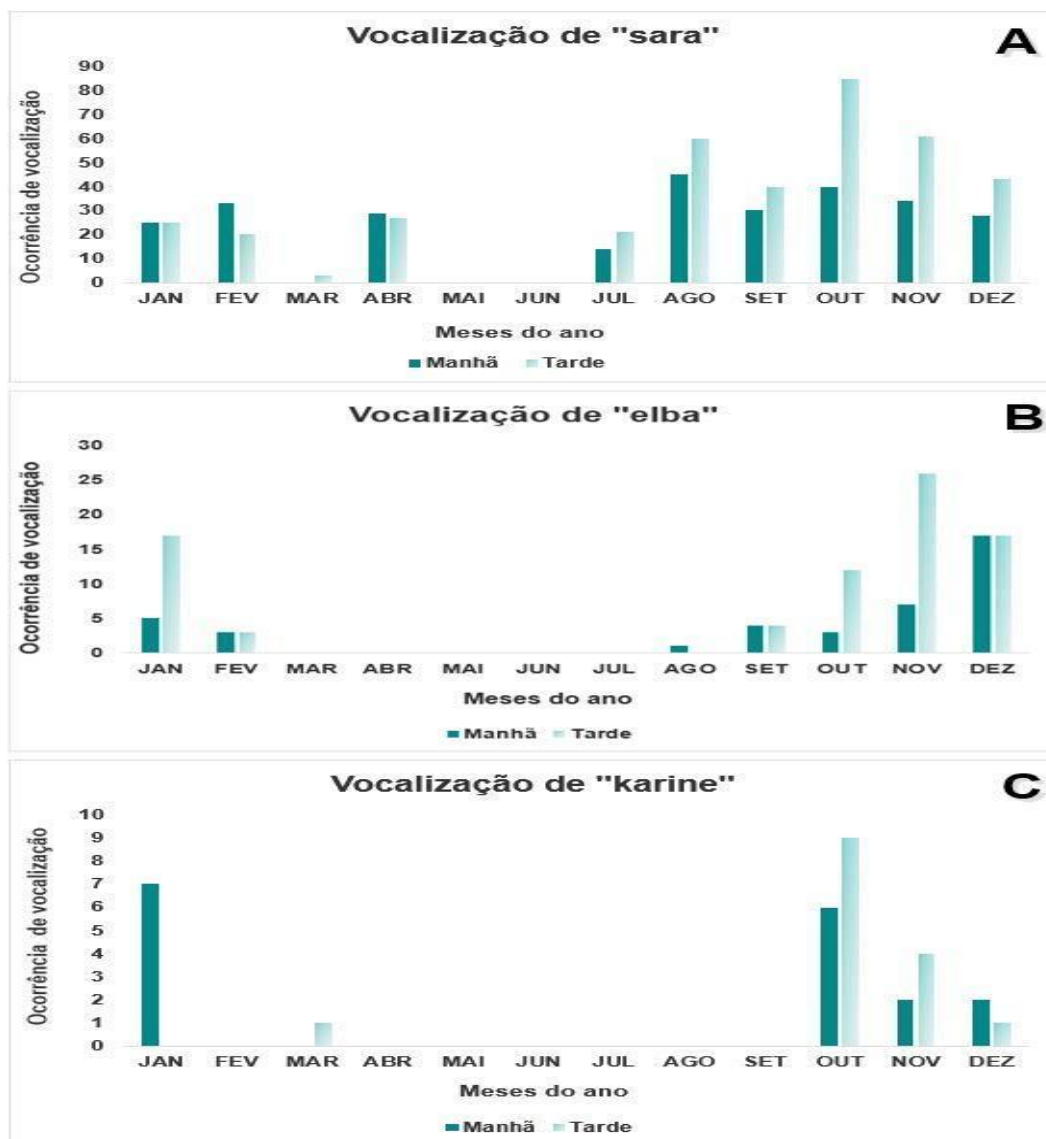 Vocalização de "sara"
A
Ocorrência de vocalização
90
80
70
60
50
40
30
20
10
0
JAN FEV MAR ABR MAI JUN JUL AGO SET OUT NOV DEZ
Meses do ano
Manhã Tarde
Vocalização de "elba"
B
Ocorrência de vocalização
30
25
20
15
10
5
0
JAN FEV MAR ABR MAI JUN JUL AGO SET OUT NOV DEZ
Meses do ano
Manhã Tarde
Vocalização de "karine"
C
Ocorrência de vocalização
10
9
8
7
6
5
4
3
2
1
0
JAN FEV MAR ABR MAI JUN JUL AGO SET OUT NOV DEZ
Meses do ano
Manhã Tarde